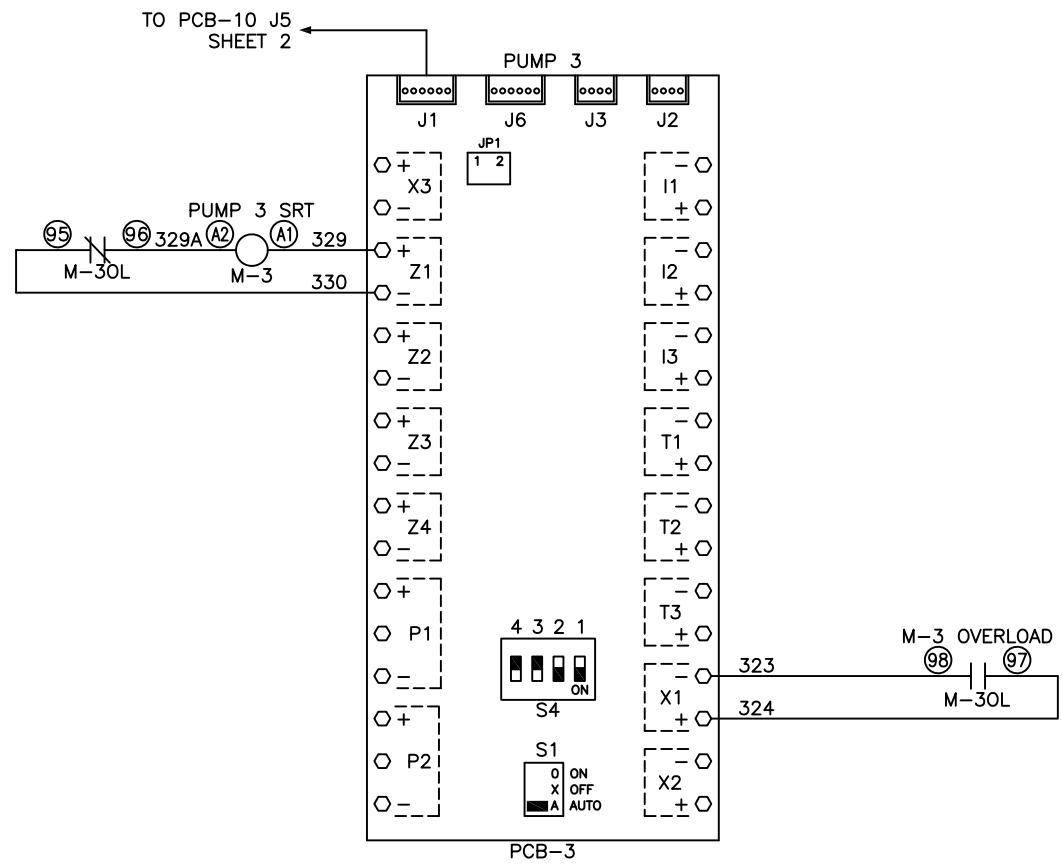 TO PCB-10 J5
SHEET 2
PUMP 3
J1 J6 J3 J2
JP1
1 2
+ X3 -
- I1 +
PUMP 3 SRT
95 96 329A A2 A1 329
M-3OL M-3
330
+ Z1 -
- I2 +
+ Z2 -
- I3 +
+ Z3 -
- T1 +
+ Z4 -
- T2 +
+ P1 -
- T3 +
4 3 2 1
ON
S4
M-3 OVERLOAD
98 97
323
M-3OL
324
- X1 +
+ P2 -
S1
O ON
X OFF
A AUTO
- X2 +
PCB-3